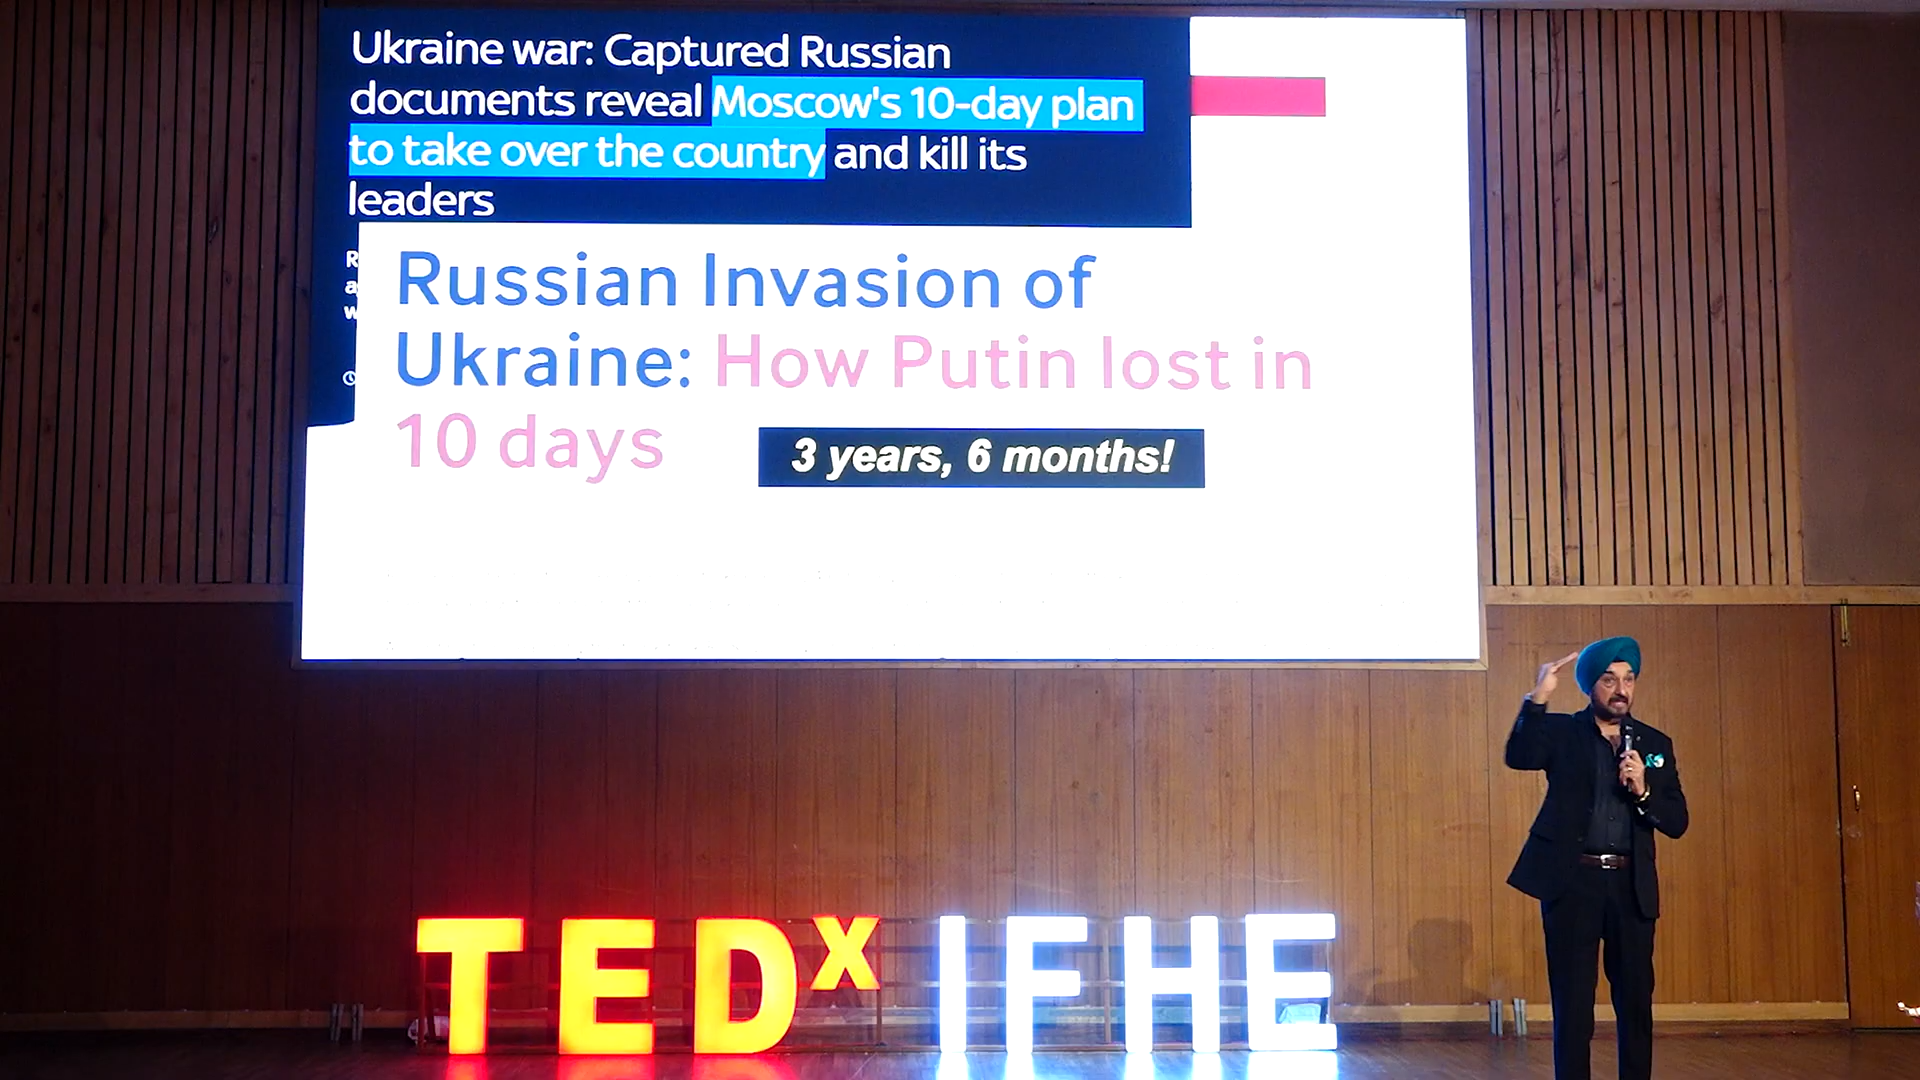 Ukraine war: Captured Russian
documents reveal Moscow's 10-day plan
to take over the country and kill its
leaders
R
a
w
Russian Invasion of
Ukraine: How Putin lost in
10 days
3 years, 6 months!
TEDx IFHE